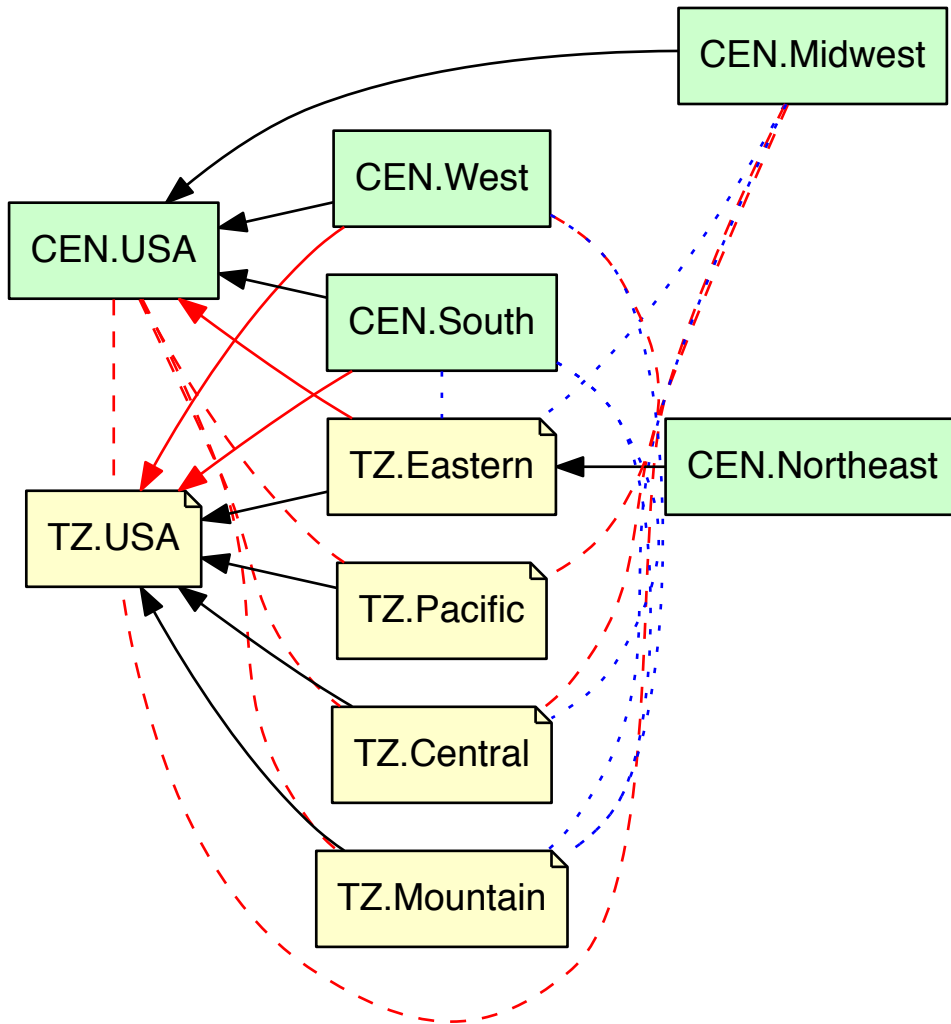 CEN.Midwest
CEN.West
CEN.USA
CEN.South
TZ.Eastern
CEN.Northeast
TZ.USA
TZ.Pacific
TZ.Central
TZ.Mountain